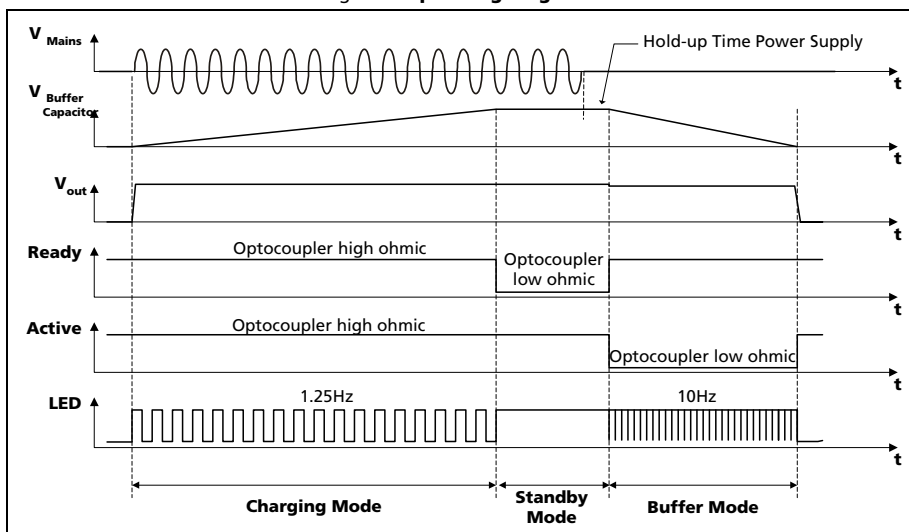 V Mains
Hold-up Time Power Supply
t
V Buffer
Capacitor
t
Vout
t
Ready
Optocoupler high ohmic
Optocoupler
low ohmic
t
Active
Optocoupler high ohmic
Optocoupler low ohmic
t
LED
1.25Hz
10Hz
t
Charging Mode
Standby
Mode
Buffer Mode